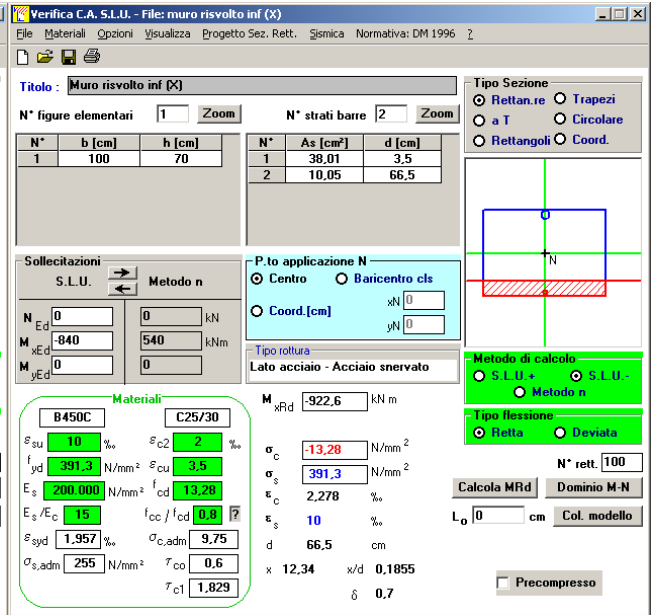 Verifica C.A. S.L.U. - File: muro risvolto inf (X)
File Materiali Opzioni Visualizza Progetto Sez. Rett. Sismica Normativa: DM 1996 ?
Titolo : Muro risvolto inf (X)
N° figure elementari 1 Zoom N° strati barre 2 Zoom
N° b [cm] h [cm]
1 100 70
N° As [cm²] d [cm]
1 38,01 3,5
2 10,05 66,5
Tipo Sezione
Rettan.re Trapezi
a T Circolare
Rettangoli Coord.
N
Sollecitazioni
S.L.U. Metodo n
N Ed 0 0 kN
M xEd -840 540 kNm
M yEd 0 0
P.to applicazione N
Centro Baricentro cls
Coord.[cm] xN 0
yN 0
Tipo rottura
Lato acciaio - Acciaio snervato
Metodo di calcolo
S.L.U.+ S.L.U.-
Metodo n
Tipo flessione
Retta Deviata
Materiali
B450C C25/30
εsu 10 ‰ εc2 2 ‰
fyd 391,3 N/mm² εcu 3,5
Es 200.000 N/mm² fcd 13,28
Es/Ec 15 fcc / fcd 0,8 ?
εsyd 1,957 ‰ σc,adm 9,75
σs,adm 255 N/mm² τco 0,6
τc1 1,829
M xRd -922,6 kN m
σc -13,28 N/mm²
σs 391,3 N/mm²
εc 2,278 ‰
εs 10 ‰
d 66,5 cm
x 12,34 x/d 0,1855
δ 0,7
N° rett. 100
Calcola MRd Dominio M-N
Lo 0 cm Col. modello
Precompresso